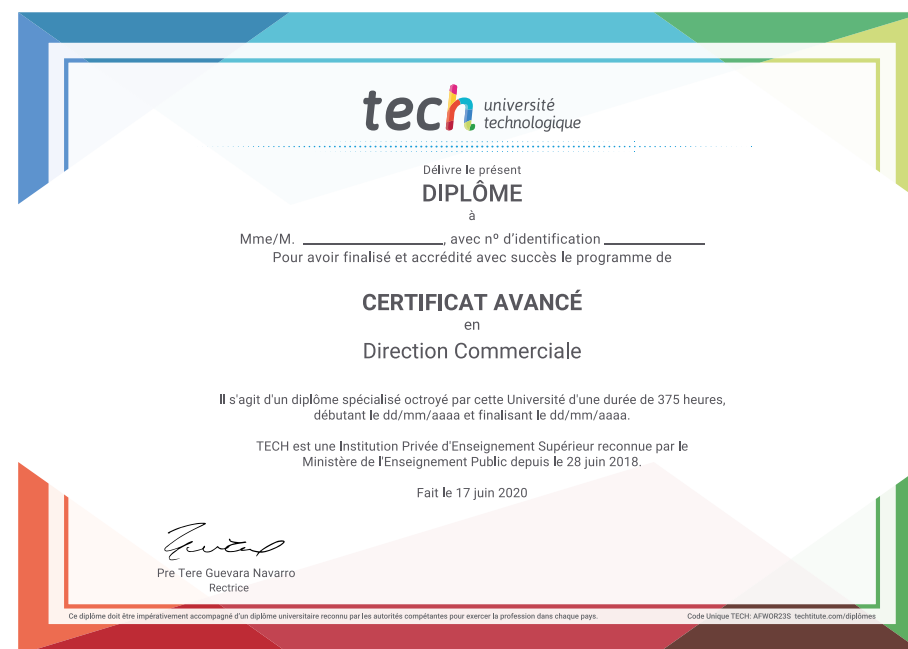 tech université
technologique
Délivre le présent
DIPLÔME
à
Mme/M. ____________________, avec nº d'identification ______________
Pour avoir finalisé et accrédité avec succès le programme de
CERTIFICAT AVANCÉ
en
Direction Commerciale
Il s'agit d'un diplôme spécialisé octroyé par cette Université d'une durée de 375 heures,
débutant le dd/mm/aaaa et finalisant le dd/mm/aaaa.
TECH est une Institution Privée d'Enseignement Supérieur reconnue par le
Ministère de l'Enseignement Public depuis le 28 juin 2018.
Fait le 17 juin 2020
Pre Tere Guevara Navarro
Rectrice
Ce diplôme doit être impérativement accompagné d'un diplôme universitaire reconnu par les autorités compétantes pour exercer la profession dans chaque pays.
Code Unique TECH: AFWOR23S techtitute.com/diplômes